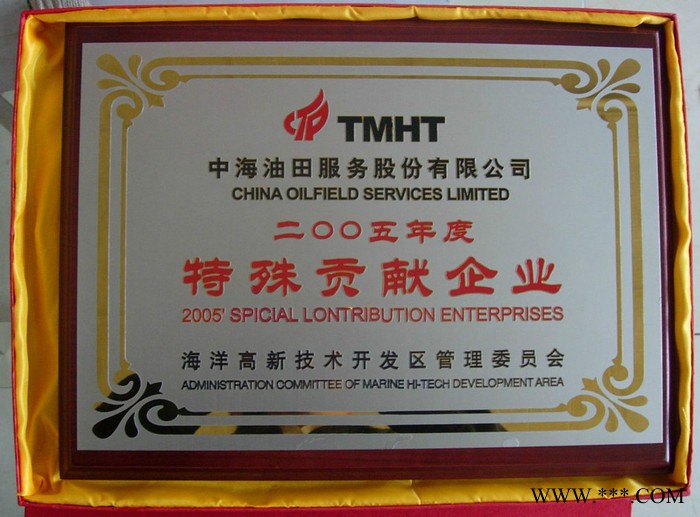 TMHT
中海油田服务股份有限公司
CHINA OILFIELD SERVICES LIMITED
二〇〇五年度
特殊贡献企业
2005' SPICIAL LONTRIBUTION ENTERPRISES
海洋高新技术开发区管理委员会
ADMINISTRATION COMMITTEE OF MARINE HI-TECH DEVELOPMENT AREA
WWW.***.COM